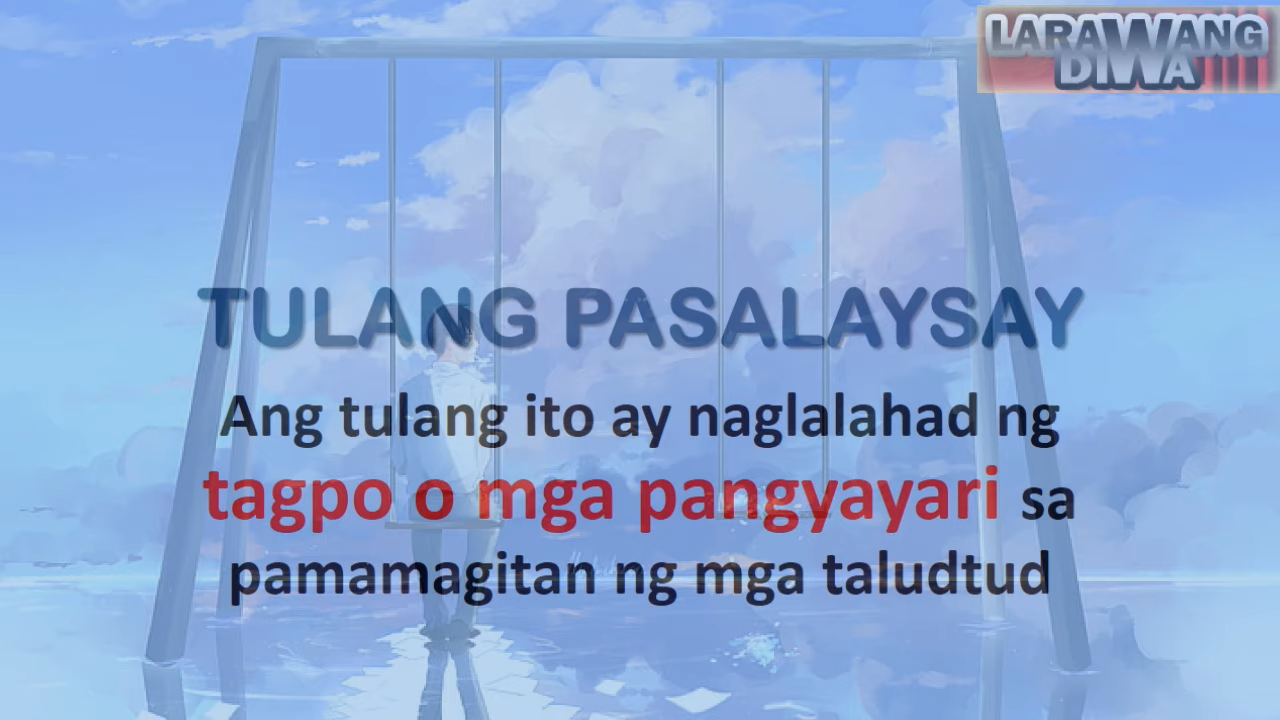 LARAWANG
DIWA
TULANG PASALAYSAY
Ang tulang ito ay naglalahad ng
tagpo o mga pangyayari sa
pamamagitan ng mga taludtud